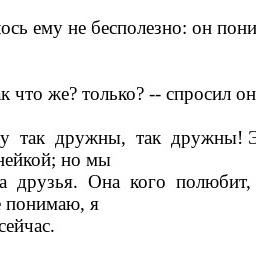 ось ему не бесполезно: он пони
к что же? только? -- спросил он
у так дружны, так дружны!
нейкой; но мы
а друзья. Она кого полюбит,
понимаю, я
сейчас.